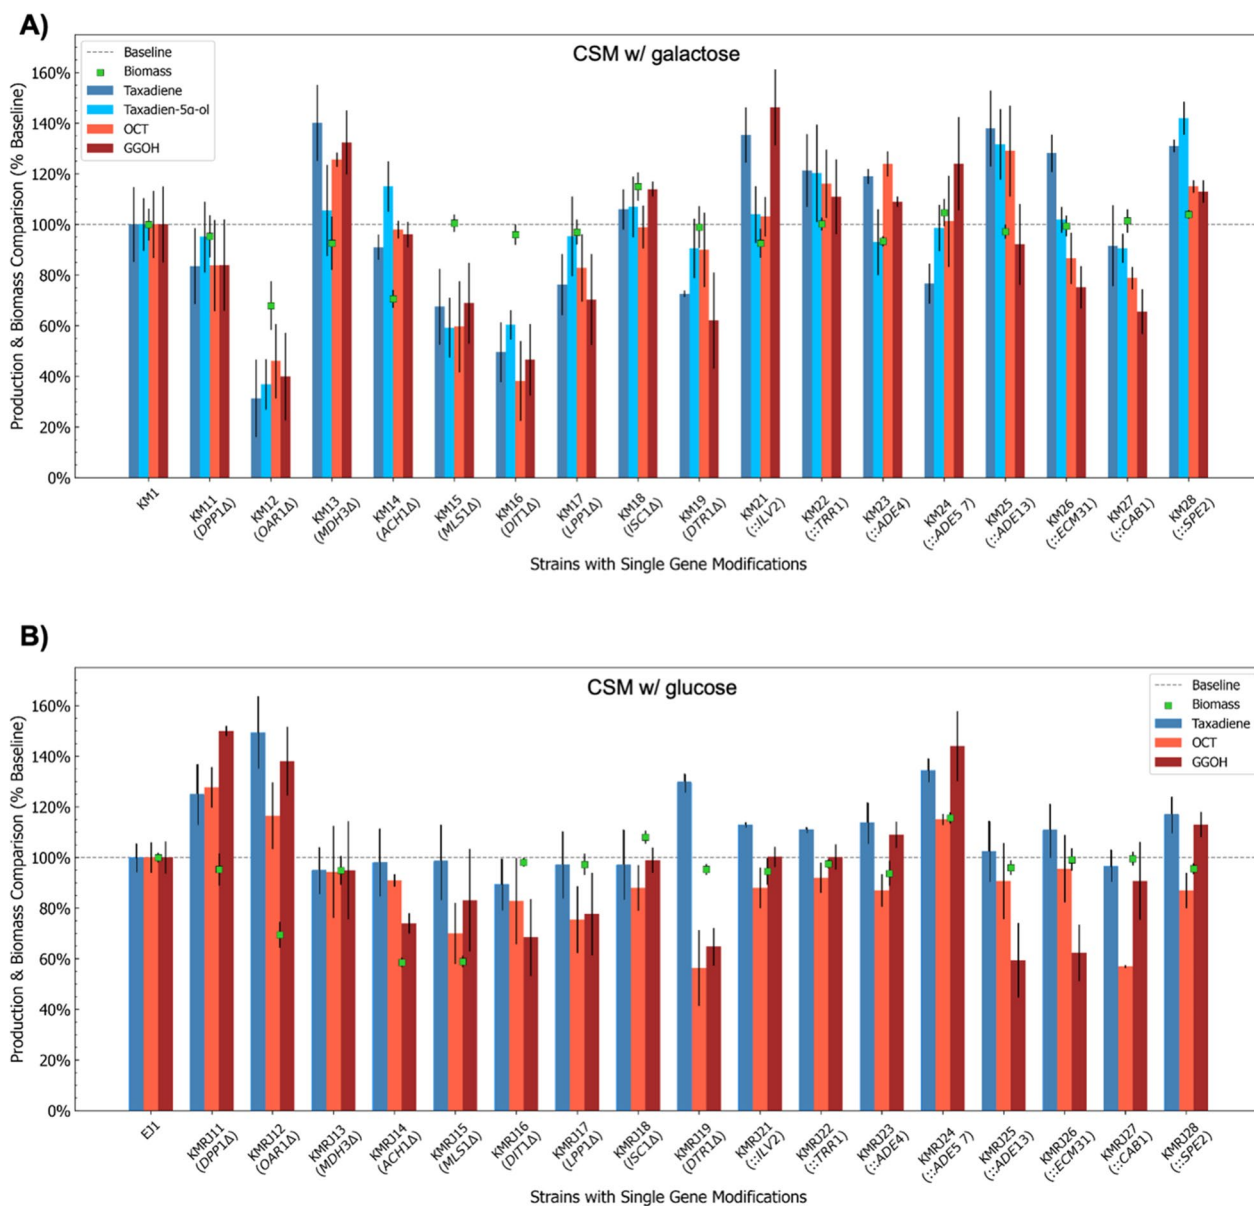 A)
CSM w/ galactose
Baseline
Biomass
Taxadiene
Taxadien-5α-ol
OCT
GGOH
Production & Biomass Comparison (% Baseline)
160%
140%
120%
100%
80%
60%
40%
20%
0%
KM1
KM11 (DPP1Δ)
KM12 (OAR1Δ)
KM13 (MDH3Δ)
KM14 (ACH1Δ)
KM15 (MLS1Δ)
KM16 (DIT1Δ)
KM17 (LPP1Δ)
KM18 (ISC1Δ)
KM19 (DTR1Δ)
KM21 (::ILV2)
KM22 (::TRR1)
KM23 (::ADE4)
KM24 (::ADE5 7)
KM25 (::ADE13)
KM26 (::ECM31)
KM27 (::CAB1)
KM28 (::SPE2)
Strains with Single Gene Modifications
B)
CSM w/ glucose
Baseline
Biomass
Taxadiene
OCT
GGOH
Production & Biomass Comparison (% Baseline)
160%
140%
120%
100%
80%
60%
40%
20%
0%
EJ1
KMRJ11 (DPP1Δ)
KMRJ12 (OAR1Δ)
KMRJ13 (MDH3Δ)
KMRJ14 (ACH1Δ)
KMRJ15 (MLS1Δ)
KMRJ16 (DIT1Δ)
KMRJ17 (LPP1Δ)
KMRJ18 (ISC1Δ)
KMRJ19 (DTR1Δ)
KMRJ21 (::ILV2)
KMRJ22 (::TRR1)
KMRJ23 (::ADE4)
KMRJ24 (::ADE5 7)
KMRJ25 (::ADE13)
KMRJ26 (::ECM31)
KMRJ27 (::CAB1)
KMRJ28 (::SPE2)
Strains with Single Gene Modifications